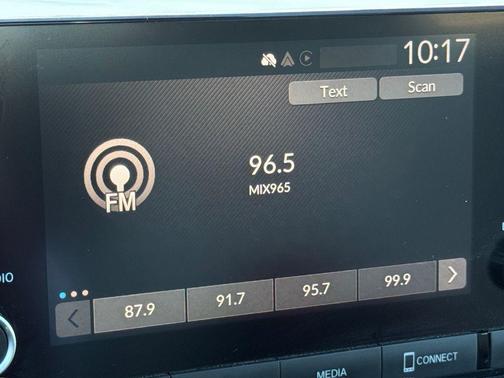 10:17
Text
Scan
96.5
MIX965
FM
87.9
91.7
95.7
99.9
MEDIA
CONNECT